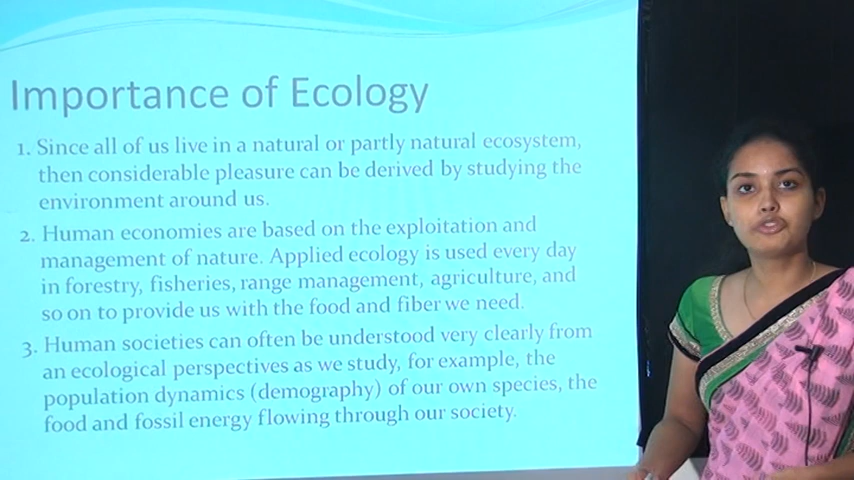 Importance of Ecology
1. Since all of us live in a natural or partly natural ecosystem,
then considerable pleasure can be derived by studying the
environment around us.
2. Human economies are based on the exploitation and
management of nature. Applied ecology is used every day
in forestry, fisheries, range management, agriculture, and
so on to provide us with the food and fiber we need.
3. Human societies can often be understood very clearly from
an ecological perspectives as we study, for example, the
population dynamics (demography) of our own species, the
food and fossil energy flowing through our society.